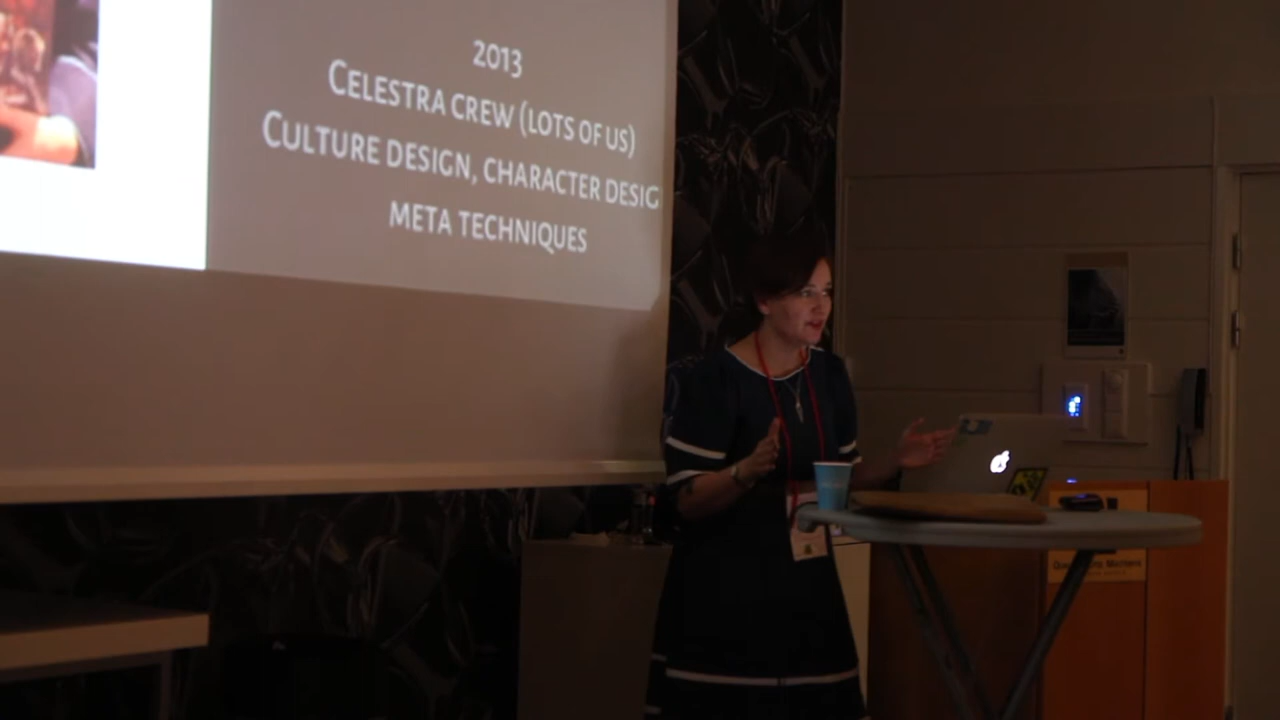 2013
CELESTRA CREW (LOTS OF US)
CULTURE DESIGN, CHARACTER DESIG
META TECHNIQUES